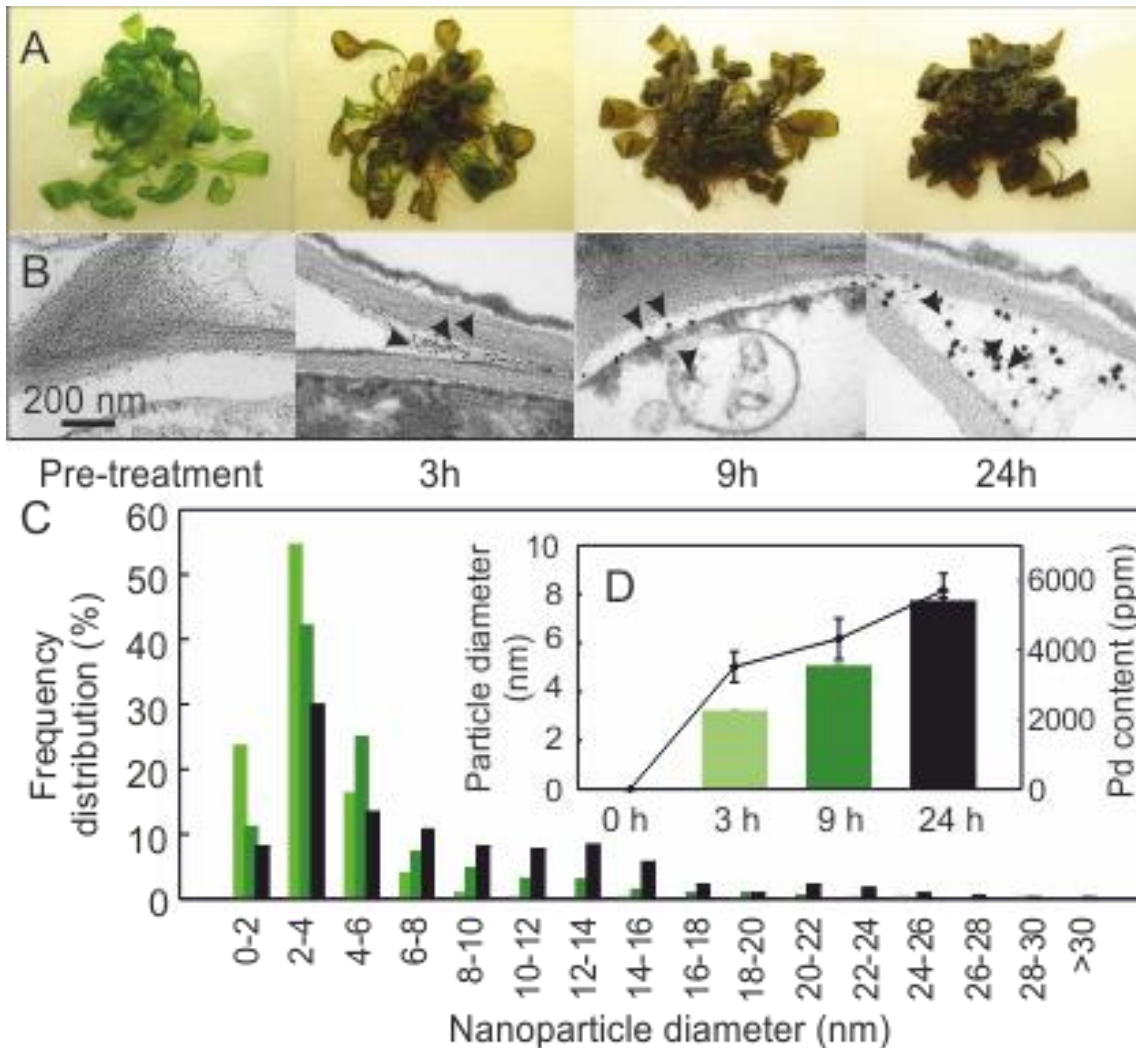 A
B
200 nm
Pre-treatment 3h 9h 24h
C
60
50
40
30
20
10
0
Frequency
distribution (%)
0-2 2-4 4-6 6-8 8-10 10-12 12-14 14-16 16-18 18-20 20-22 22-24 24-26 26-28 28-30 >30
Nanoparticle diameter (nm)
D
10
8
6
4
2
0
Particle diameter
(nm)
6000
4000
2000
0
Pd content (ppm)
0 h 3 h 9 h 24 h